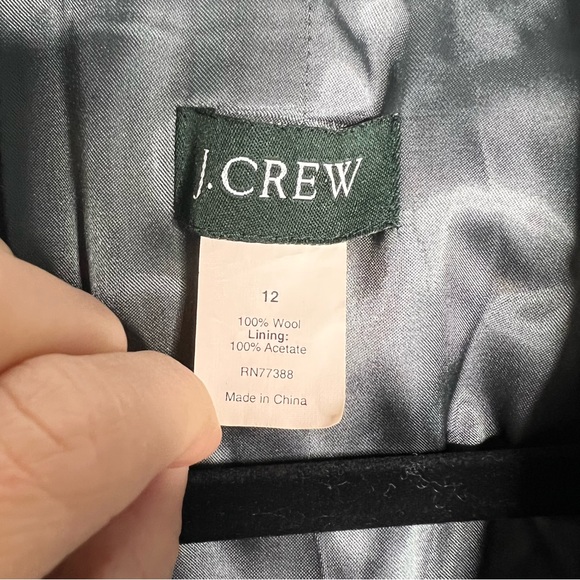 J.CREW
12
100% Wool
Lining:
100% Acetate
RN77388
Made in China